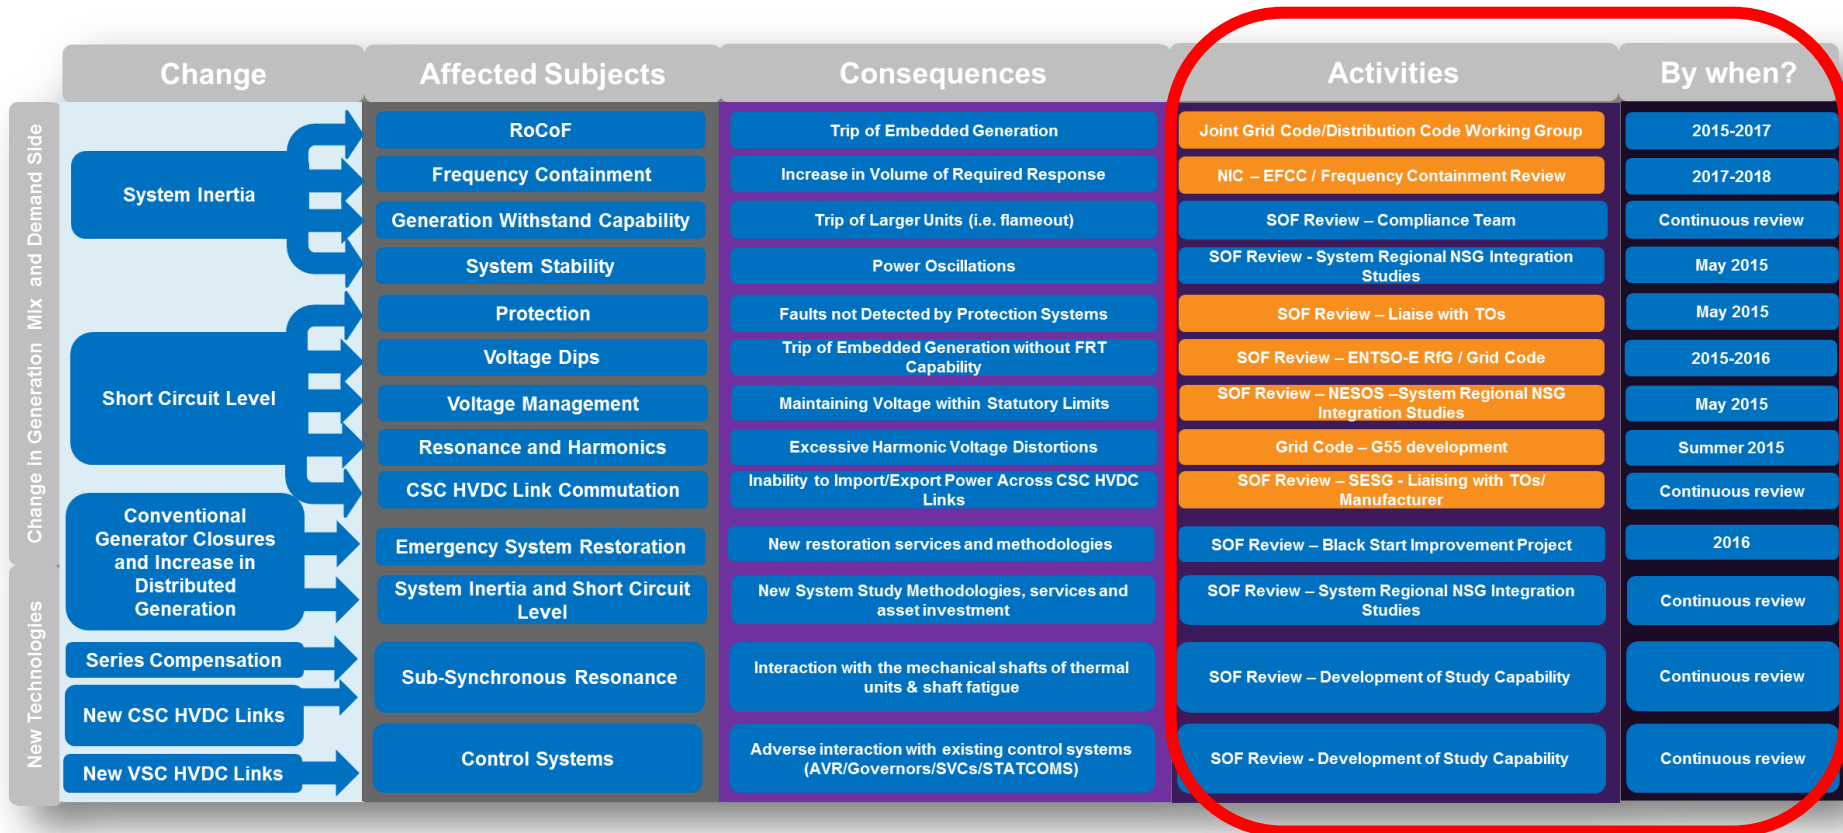 Change
Affected Subjects
Consequences
Activities
By when?
Change in Generation Mix and Demand Side
New Technologies
System Inertia
RoCoF
Trip of Embedded Generation
Joint Grid Code/Distribution Code Working Group
2015-2017
Frequency Containment
Increase in Volume of Required Response
NIC – EFCC / Frequency Containment Review
2017-2018
Generation Withstand Capability
Trip of Larger Units (i.e. flameout)
SOF Review – Compliance Team
Continuous review
System Stability
Power Oscillations
SOF Review - System Regional NSG Integration
Studies
May 2015
Short Circuit Level
Protection
Faults not Detected by Protection Systems
SOF Review – Liaise with TOs
May 2015
Voltage Dips
Trip of Embedded Generation without FRT
Capability
SOF Review – ENTSO-E RfG / Grid Code
2015-2016
Voltage Management
Maintaining Voltage within Statutory Limits
SOF Review – NESOS –System Regional NSG
Integration Studies
May 2015
Resonance and Harmonics
Excessive Harmonic Voltage Distortions
Grid Code – G55 development
Summer 2015
CSC HVDC Link Commutation
Inability to Import/Export Power Across CSC HVDC
Links
SOF Review – SESG - Liaising with TOs/
Manufacturer
Continuous review
Conventional
Generator Closures
and Increase in
Distributed
Generation
Emergency System Restoration
New restoration services and methodologies
SOF Review – Black Start Improvement Project
2016
System Inertia and Short Circuit
Level
New System Study Methodologies, services and
asset investment
SOF Review – System Regional NSG Integration
Studies
Continuous review
Series Compensation
New CSC HVDC Links
Sub-Synchronous Resonance
Interaction with the mechanical shafts of thermal
units & shaft fatigue
SOF Review – Development of Study Capability
Continuous review
New VSC HVDC Links
Control Systems
Adverse interaction with existing control systems
(AVR/Governors/SVCs/STATCOMS)
SOF Review - Development of Study Capability
Continuous review